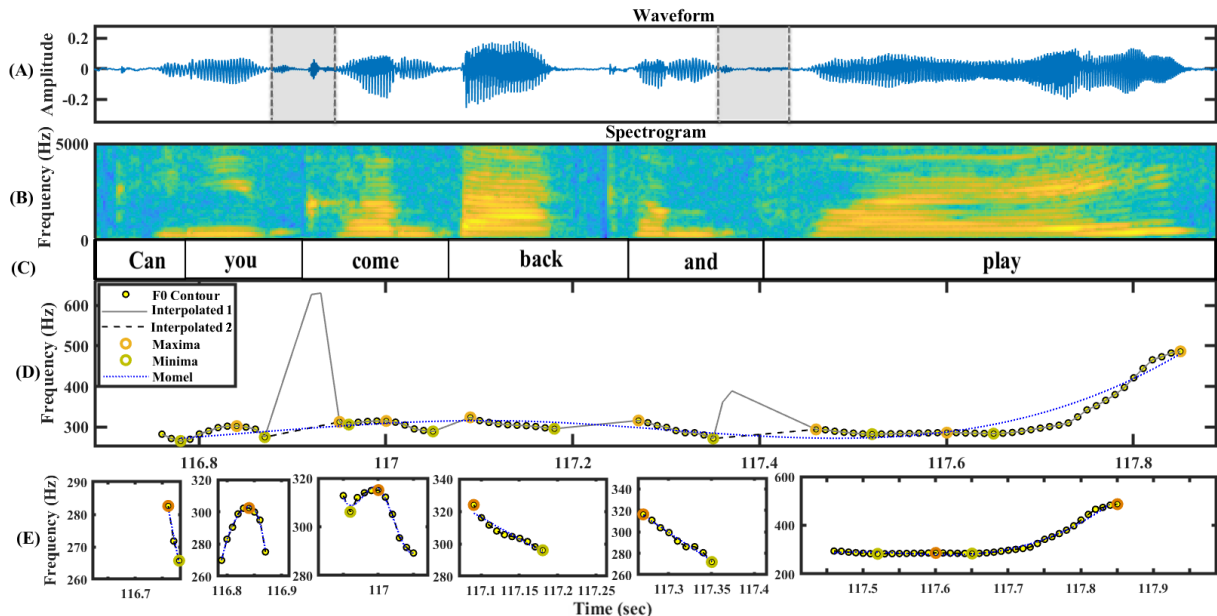 Waveform
(A)
Amplitude
0.2
0
-0.2
Spectrogram
(B)
Frequency (Hz)
5000
0
(C)
Can you come back and play
(D)
Frequency (Hz)
600
500
400
300
F0 Contour
Interpolated 1
Interpolated 2
Maxima
Minima
Momel
116.8 117 117.2 117.4 117.6 117.8
(E)
Frequency (Hz)
290
280
270
260
116.7
320
300
280
260
116.8 116.9
320
300
280
117
340
320
300
280
260
117.1 117.15 117.2 117.25
340
320
300
280
260
117.3 117.35 117.4
600
400
200
117.5 117.6 117.7 117.8 117.9
Time (sec)